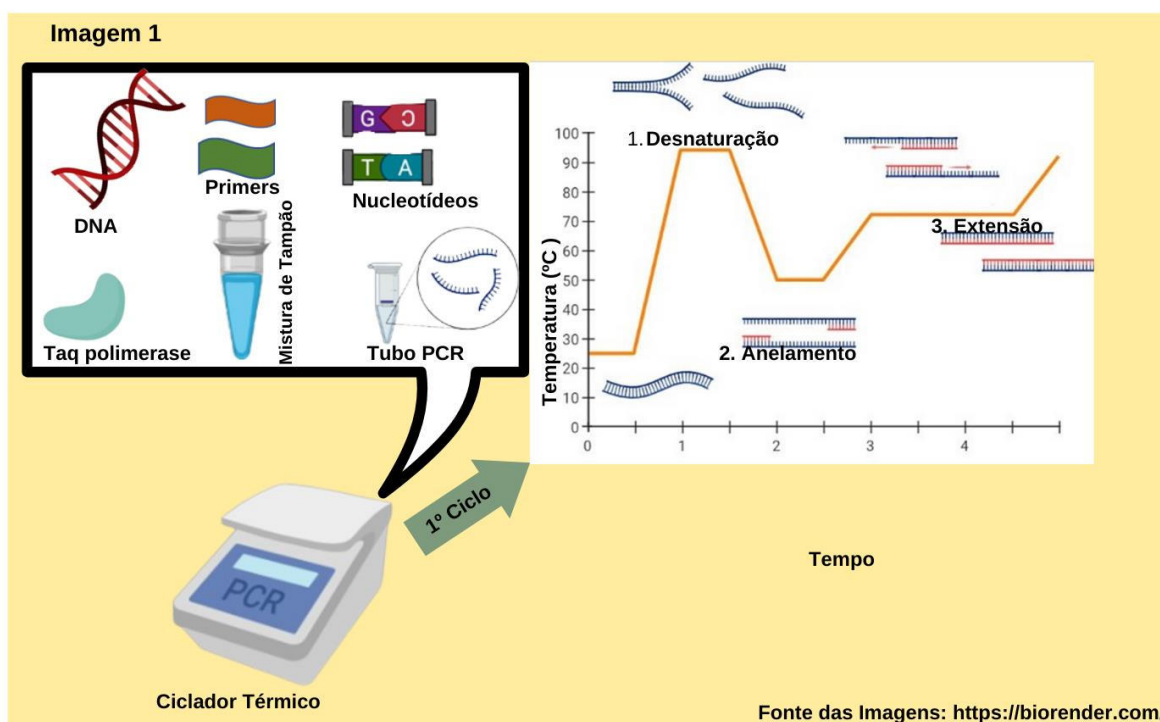 Imagem 1
DNA
Primers
G C
T A
Nucleotídeos
Taq polimerase
Mistura de Tampão
Tubo PCR
1. Desnaturação
2. Anelamento
3. Extensão
Temperatura (ºC)
100
90
80
70
60
50
40
30
20
10
0
0 1 2 3 4
1º Ciclo
Tempo
PCR
Ciclador Térmico
Fonte das Imagens: https://biorender.com